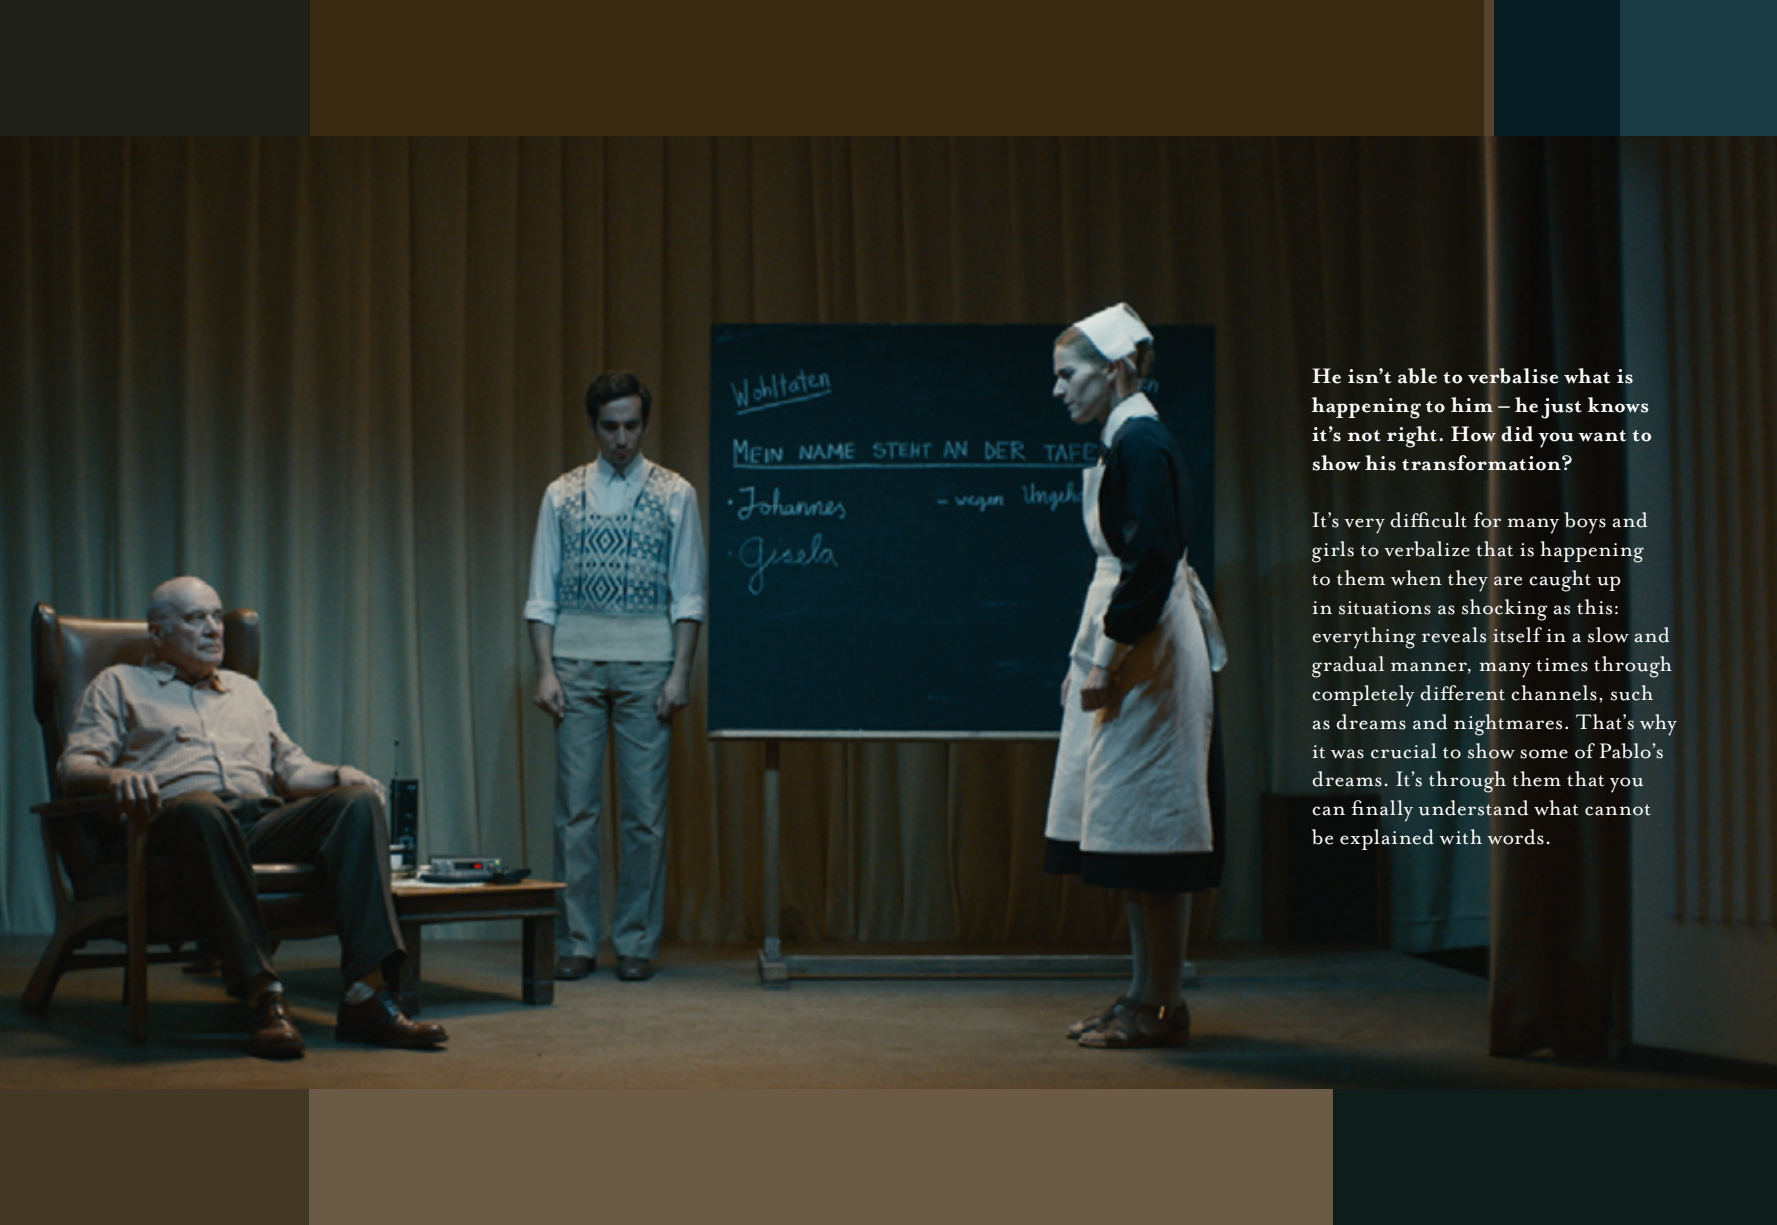 Wohltaten
MEIN NAME STEHT AN DER
· Johannes
– wegen
· Gisela
He isn’t able to verbalise what is
happening to him – he just knows
it’s not right. How did you want to
show his transformation?
It’s very difficult for many boys and
girls to verbalize that is happening
to them when they are caught up
in situations as shocking as this:
everything reveals itself in a slow and
gradual manner, many times through
completely different channels, such
as dreams and nightmares. That’s why
it was crucial to show some of Pablo’s
dreams. It’s through them that you
can finally understand what cannot
be explained with words.